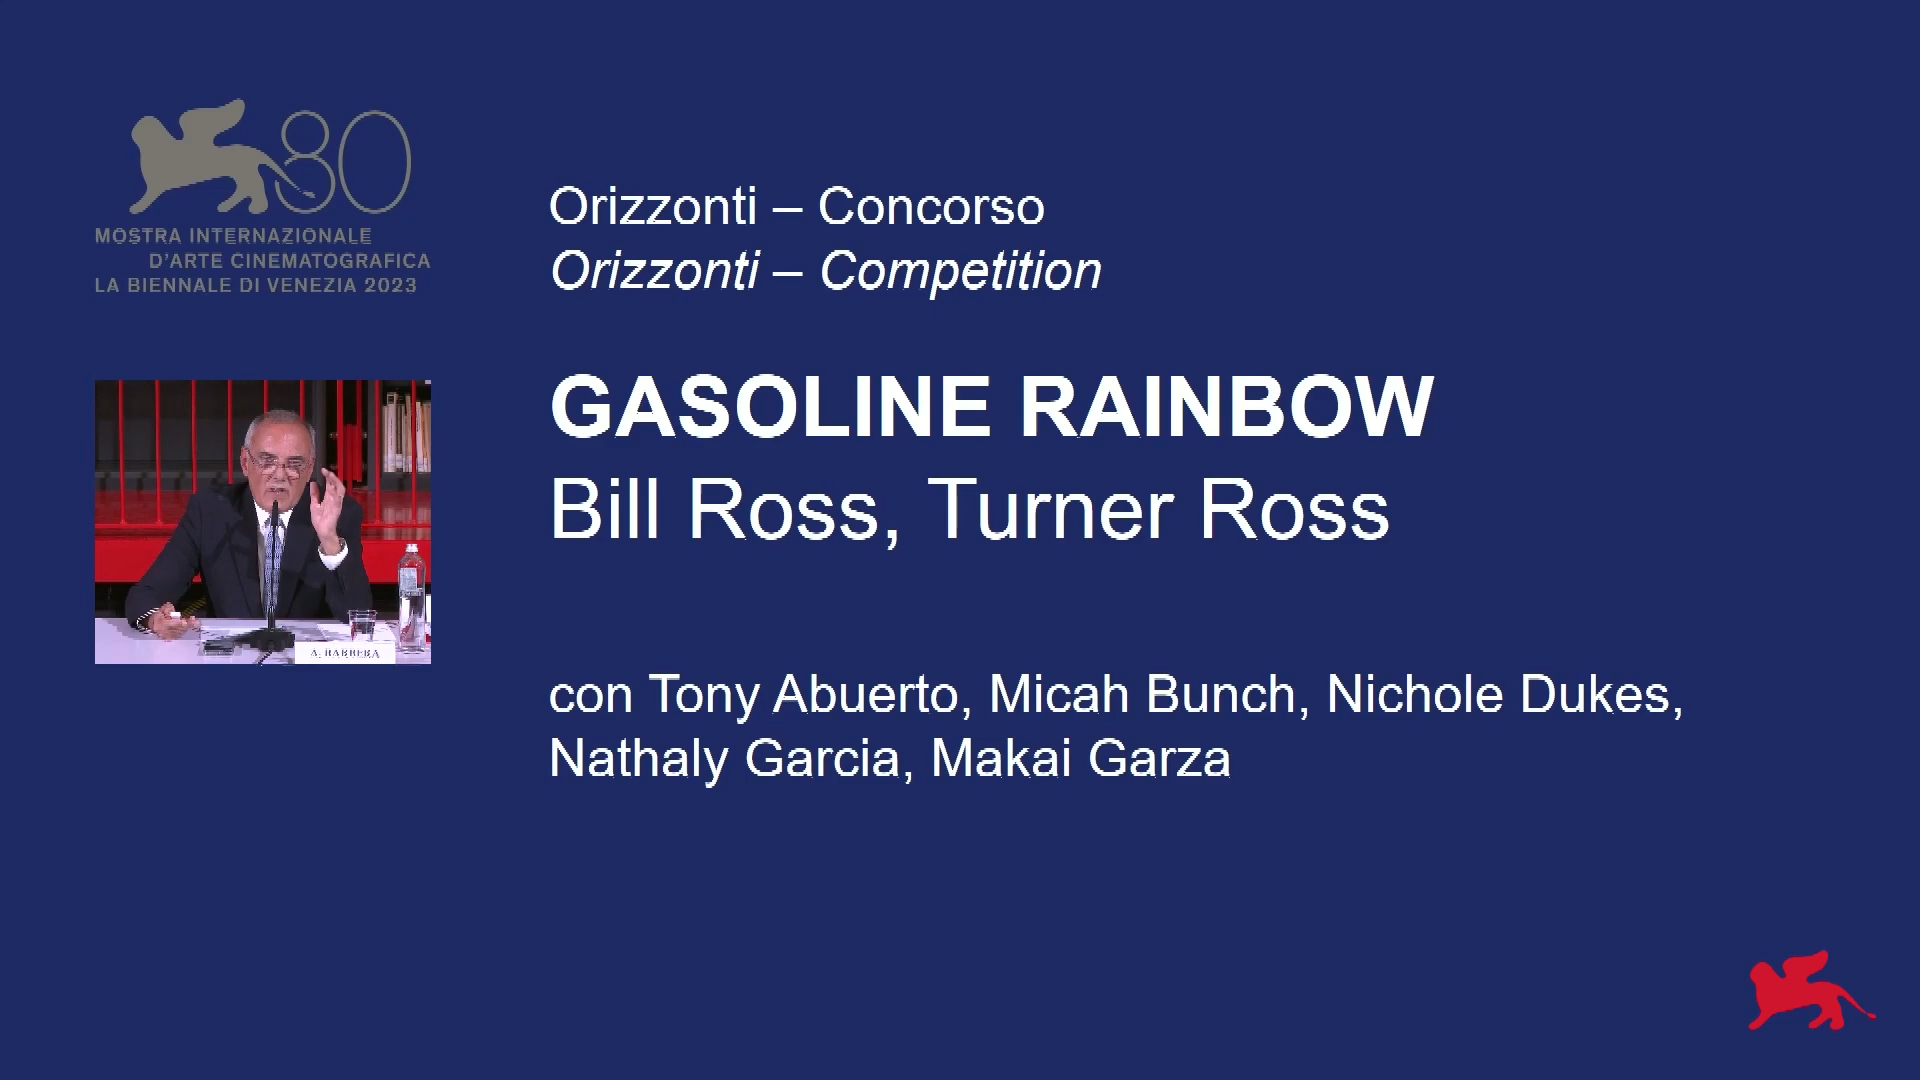 80
MOSTRA INTERNAZIONALE
D'ARTE CINEMATOGRAFICA
LA BIENNALE DI VENEZIA 2023
Orizzonti – Concorso
Orizzonti – Competition
GASOLINE RAINBOW
Bill Ross, Turner Ross
con Tony Abuerto, Micah Bunch, Nichole Dukes,
Nathaly Garcia, Makai Garza
A. BARBERA